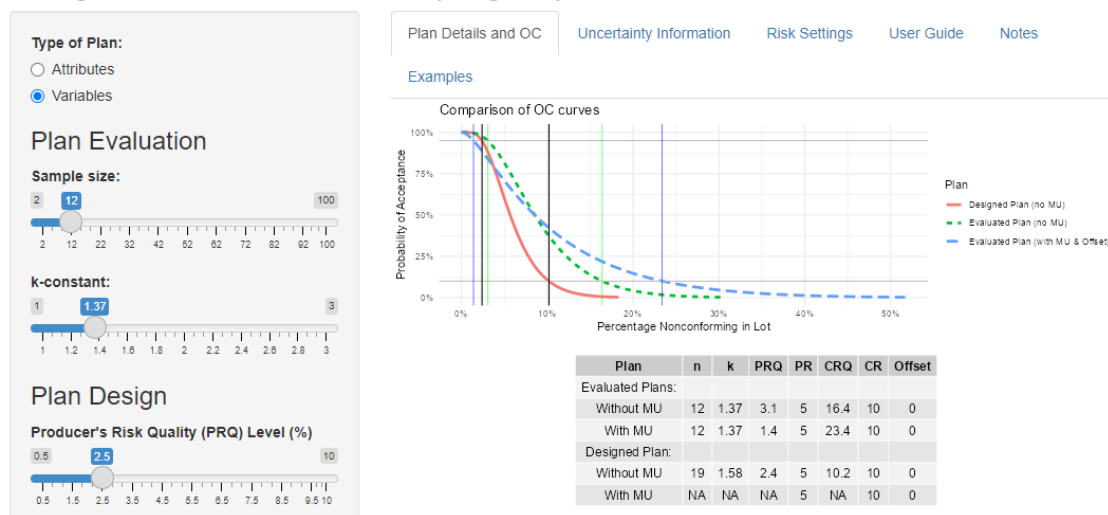 Type of Plan:
Attributes
Variables
Plan Evaluation
Sample size:
2 12 100
2 12 22 32 42 52 62 72 82 92 100
k-constant:
1 1.37 3
1 1.2 1.4 1.6 1.8 2 2.2 2.4 2.6 2.8 3
Plan Design
Producer's Risk Quality (PRQ) Level (%)
0.5 2.5 10
0.5 1.5 2.5 3.5 4.5 5.5 6.5 7.5 8.5 9.5 10
Plan Details and OC Uncertainty Information Risk Settings User Guide Notes
Examples
Comparison of OC curves
100%
75%
50%
25%
0%
Probability of Acceptance
0% 10% 20% 30% 40% 50%
Percentage Nonconforming in Lot
Plan
Designed Plan (no MU)
Evaluated Plan (no MU)
Evaluated Plan (with MU & Offset)
Plan n k PRQ PR CRQ CR Offset
Evaluated Plans:
Without MU 12 1.37 3.1 5 16.4 10 0
With MU 12 1.37 1.4 5 23.4 10 0
Designed Plan:
Without MU 19 1.58 2.4 5 10.2 10 0
With MU NA NA NA 5 NA 10 0